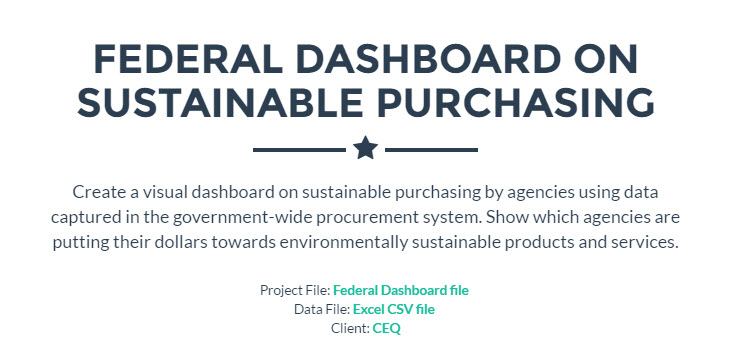 FEDERAL DASHBOARD ON
SUSTAINABLE PURCHASING
Create a visual dashboard on sustainable purchasing by agencies using data
captured in the government-wide procurement system. Show which agencies are
putting their dollars towards environmentally sustainable products and services.
Project File: Federal Dashboard file
Data File: Excel CSV file
Client: CEQ